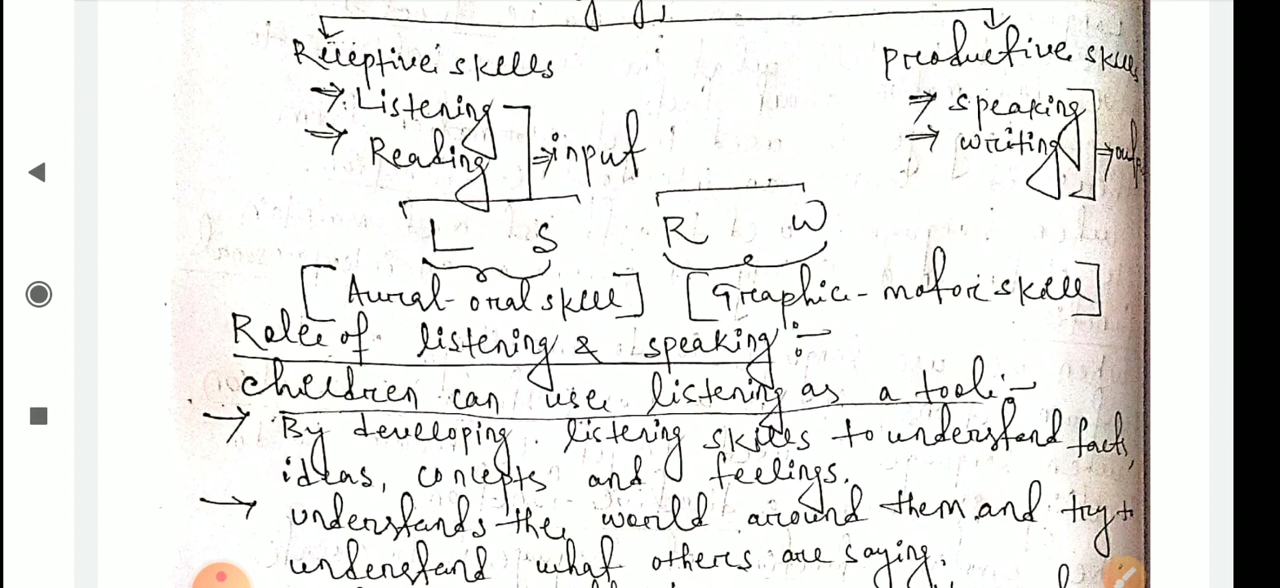 Receptive skills
Productive skills
→ Listening
→ Reading
⇒ input
→ speaking
→ writing
L S
R W
[Aural-oral skill]
[Graphic-motor skill]
Role of listening & speaking :-
children can use listening as a tool :-
→ By developing listening skills to understand facts,
ideas, concepts and feelings.
→ understands the world around them and try to
understand what others are saying.